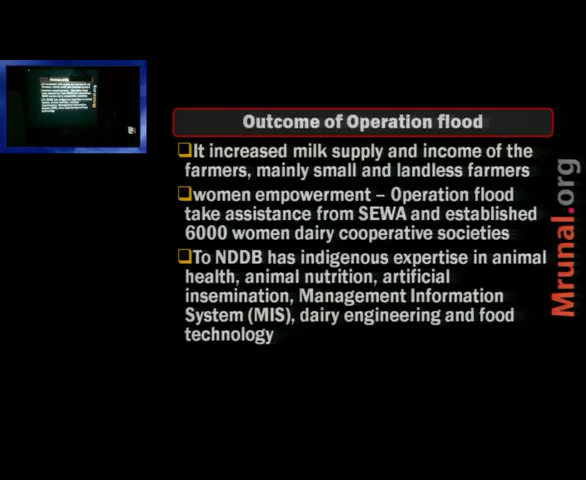 Outcome of Operation flood
It increased milk supply and income of the
farmers, mainly small and landless farmers
women empowerment – Operation flood
take assistance from SEWA and established
6000 women dairy cooperative societies
To NDDB has indigenous expertise in animal
health, animal nutrition, artificial
insemination, Management Information
System (MIS), dairy engineering and food
technology
Mrunal.org